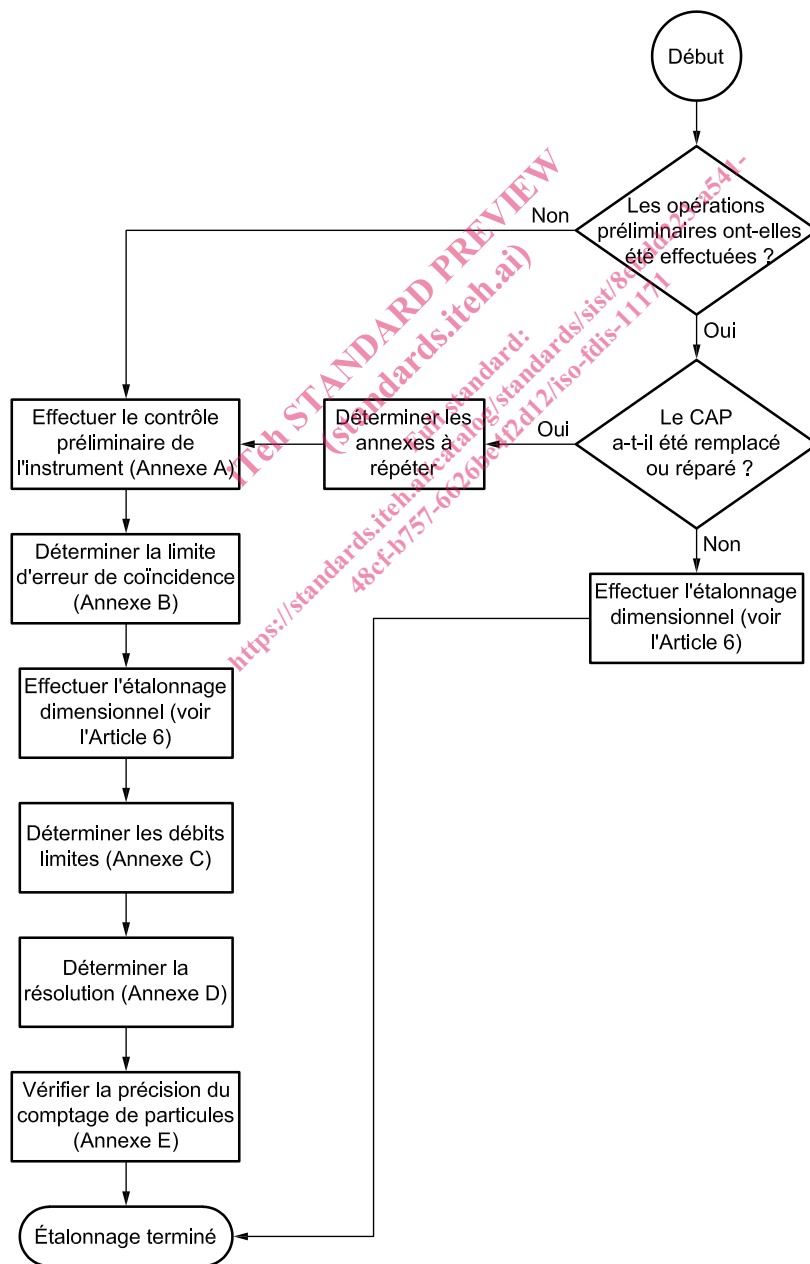 Début
Les opérations
préliminaires ont-elles
été effectuées ?
Non
Oui
Le CAP
a-t-il été remplacé
ou réparé ?
Oui
Non
Déterminer les
annexes à
répéter
Effectuer le contrôle
préliminaire de
l'instrument (Annexe A)
Déterminer la limite
d'erreur de coïncidence
(Annexe B)
Effectuer l'étalonnage
dimensionnel (voir
l'Article 6)
Effectuer l'étalonnage
dimensionnel (voir
l'Article 6)
Déterminer les débits
limites (Annexe C)
Déterminer la
résolution (Annexe D)
Vérifier la précision du
comptage de particules
(Annexe E)
Étalonnage terminé
iTeh STANDARD PREVIEW
(standards.iteh.ai)
Full standard: